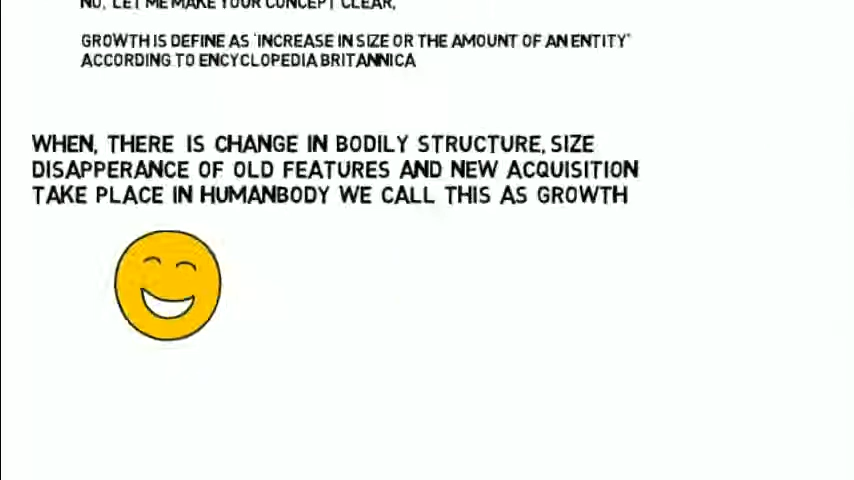 NO, LET ME MAKE YOUR CONCEPT CLEAR,
GROWTH IS DEFINE AS 'INCREASE IN SIZE OR THE AMOUNT OF AN ENTITY"
ACCORDING TO ENCYCLOPEDIA BRITANNICA
WHEN, THERE IS CHANGE IN BODILY STRUCTURE, SIZE
DISAPPERANCE OF OLD FEATURES AND NEW ACQUISITION
TAKE PLACE IN HUMANBODY WE CALL THIS AS GROWTH